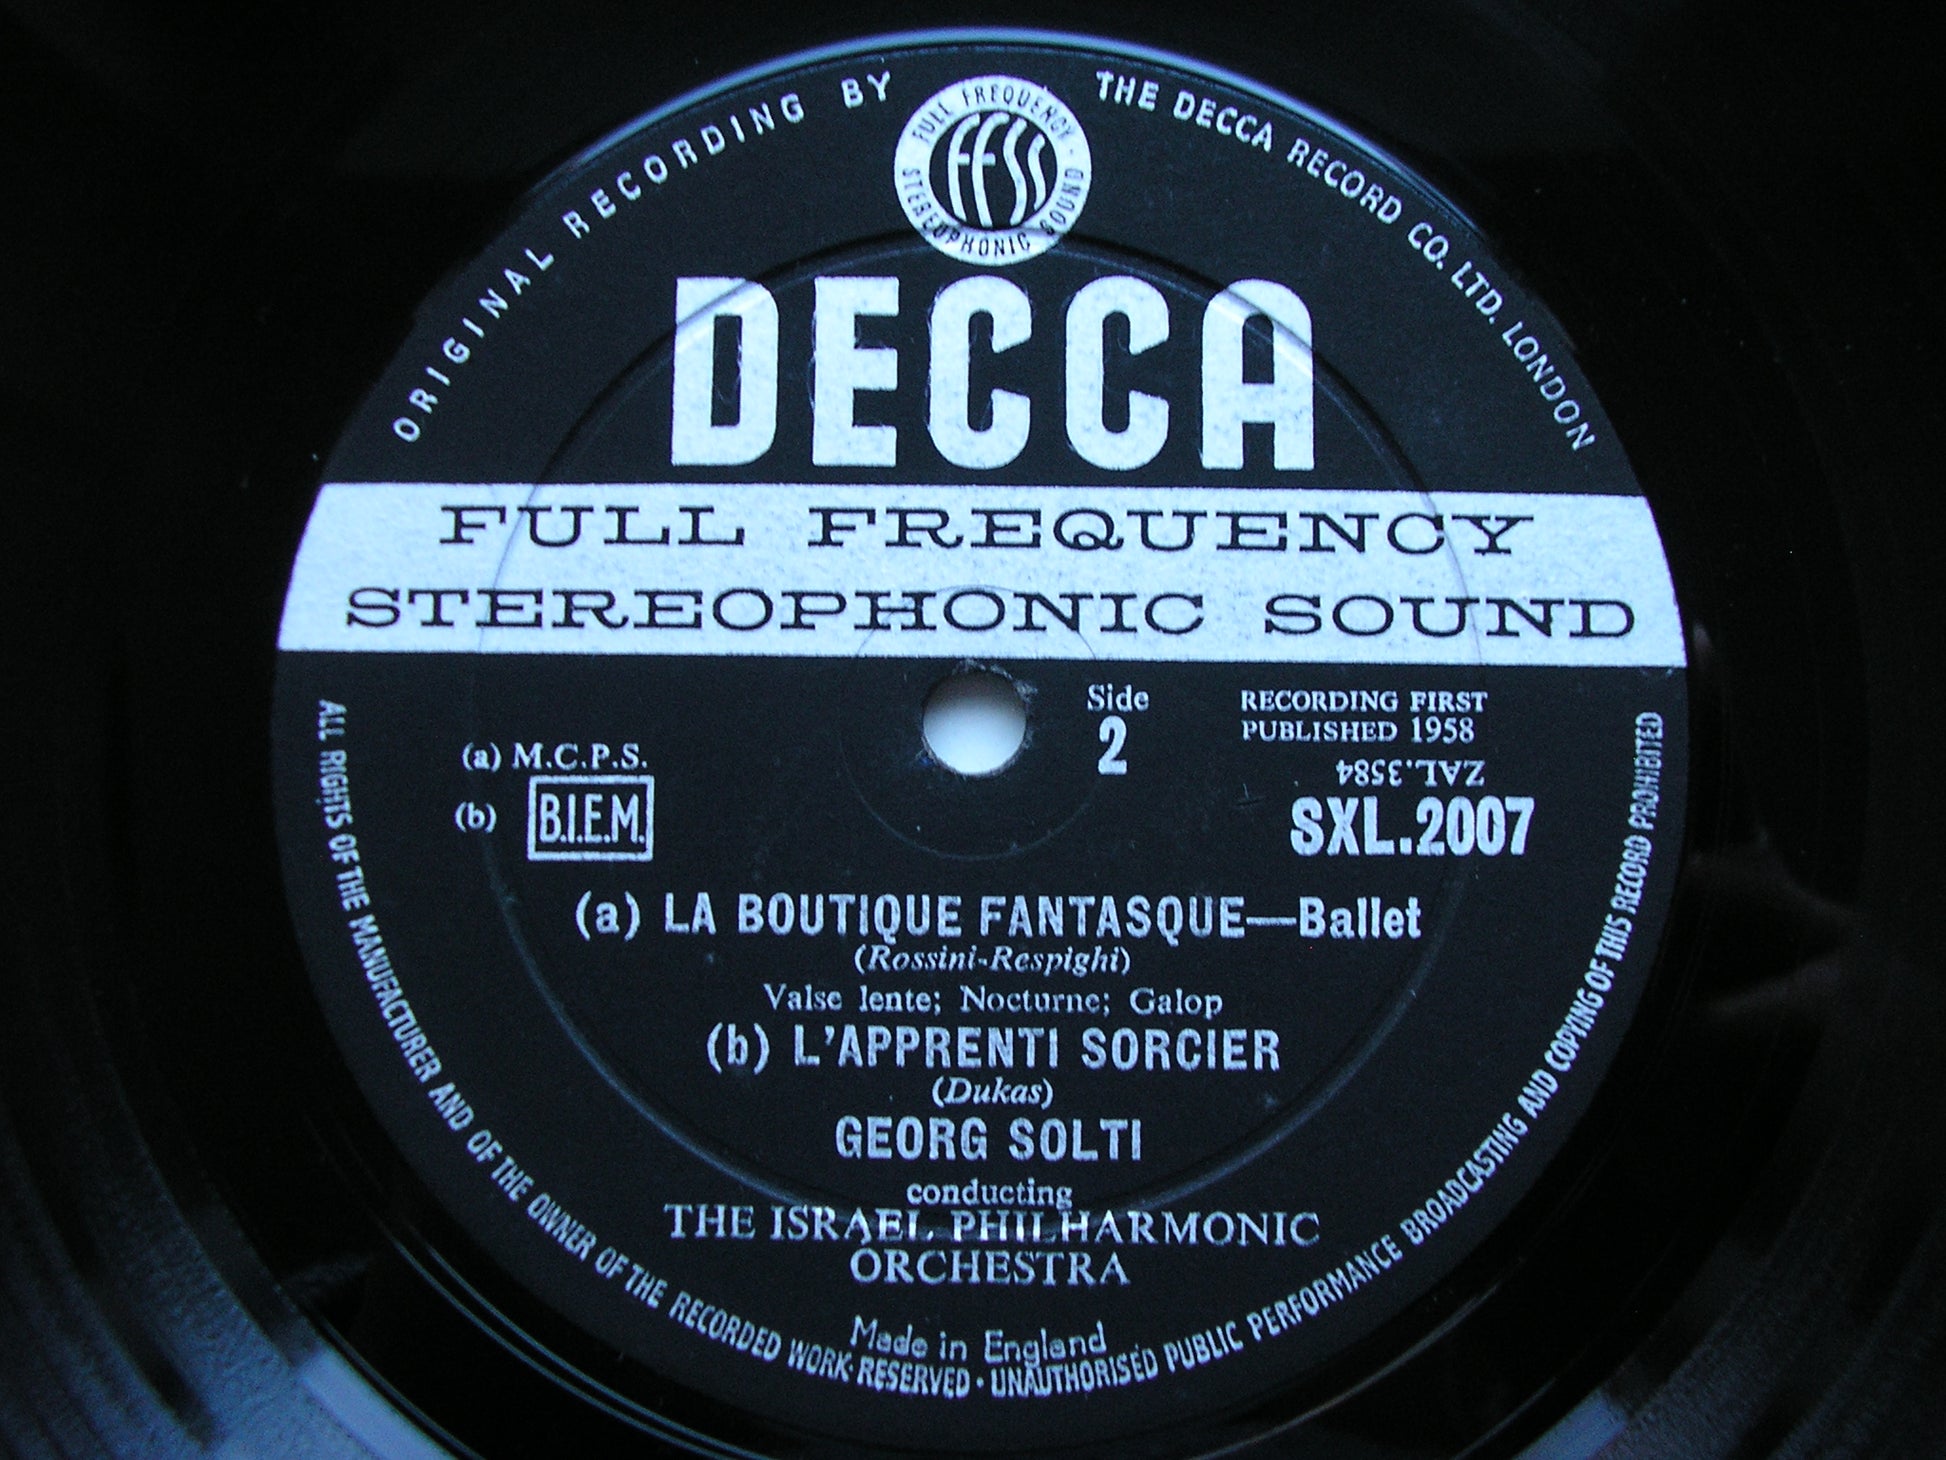 ORIGINAL RECORDING BY THE DECCA RECORD CO. LTD. LONDON
FULL FREQUENCY · STEREOPHONIC SOUND
FFSS
DECCA
FULL FREQUENCY
STEREOPHONIC SOUND
Side
2
RECORDING FIRST
PUBLISHED 1958
ZAL.3584
SXL.2007
(a) M.C.P.S.
(b) B.I.E.M.
(a) LA BOUTIQUE FANTASQUE—Ballet
(Rossini-Respighi)
Valse lente; Nocturne; Galop
(b) L'APPRENTI SORCIER
(Dukas)
GEORG SOLTI
conducting
THE ISRAEL PHILHARMONIC
ORCHESTRA
Made in England
ALL RIGHTS OF THE MANUFACTURER AND OF THE OWNER OF THE RECORDED WORK·RESERVED · UNAUTHORISED PUBLIC PERFORMANCE BROADCASTING AND COPYING OF THIS RECORD PROHIBITED